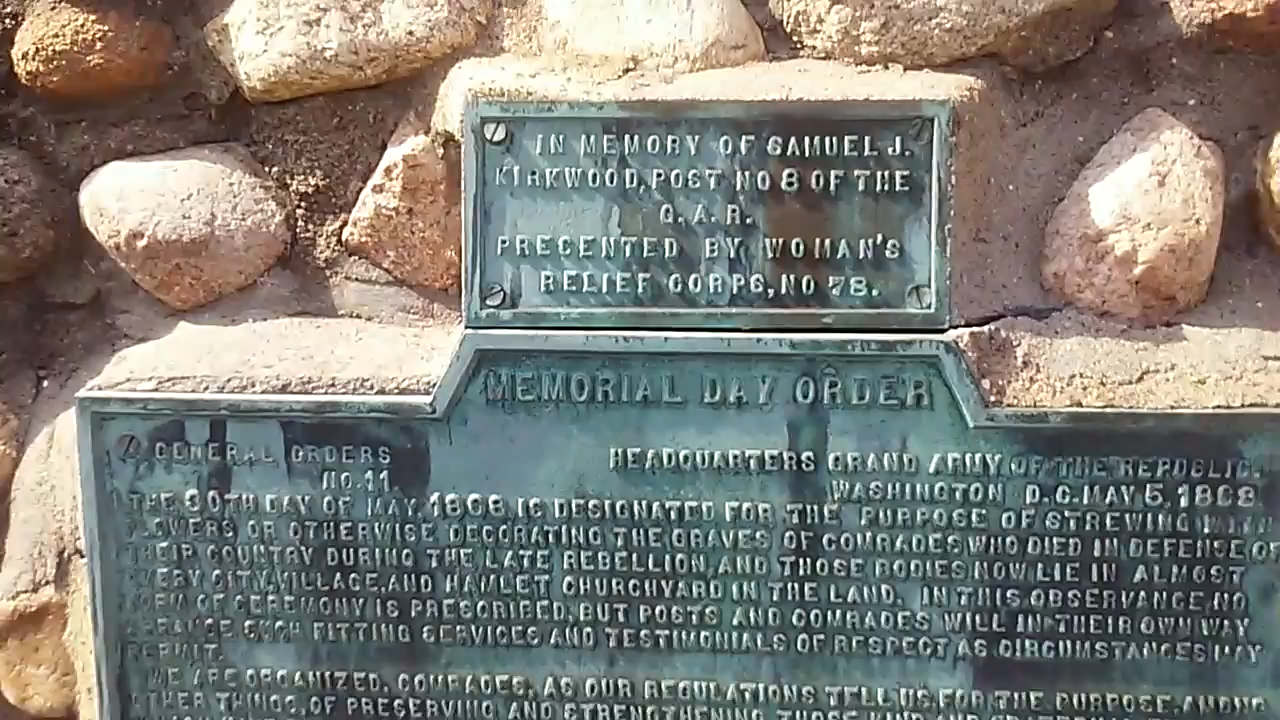 IN MEMORY OF SAMUEL J.
KIRKWOOD, POST NO 8 OF THE
G. A. R.
PRECENTED BY WOMAN'S
RELIEF CORPS, NO 78.
MEMORIAL DAY ORDER
GENERAL ORDERS
NO. 11
HEADQUARTERS GRAND ARMY OF THE REPUBLIC.
WASHINGTON D.C. MAY 5, 1868
THE 30TH DAY OF MAY, 1868, IS DESIGNATED FOR THE PURPOSE OF STREWING WITH
FLOWERS OR OTHERWISE DECORATING THE GRAVES OF COMRADES WHO DIED IN DEFENSE OF
THEIR COUNTRY DURING THE LATE REBELLION, AND THOSE BODIES NOW LIE IN ALMOST
EVERY CITY, VILLAGE, AND HAMLET CHURCHYARD IN THE LAND. IN THIS OBSERVANCE, NO
FORM OF CEREMONY IS PRESCRIBED, BUT POSTS AND COMRADES WILL IN THEIR OWN WAY
ARRANGE SUCH FITTING SERVICES AND TESTIMONIALS OF RESPECT AS CIRCUMSTANCES MAY
PERMIT.
WE ARE ORGANIZED, COMRADES, AS OUR REGULATIONS TELL US, FOR THE PURPOSE, AMONG
OTHER THINGS, OF PRESERVING AND STRENGTHENING THOSE KIND AND